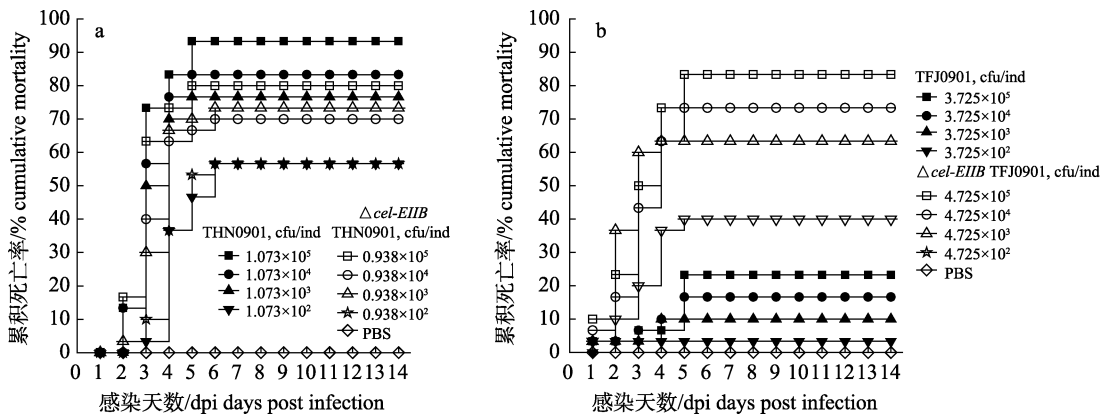 a
累积死亡率/% cumulative mortality
100
90
80
70
60
50
40
30
20
10
0
0 1 2 3 4 5 6 7 8 9 10 11 12 13 14
感染天数/dpi days post infection
THN0901, cfu/ind
1.073×10⁵
1.073×10⁴
1.073×10³
1.073×10²
△cel-EIIB
THN0901, cfu/ind
0.938×10⁵
0.938×10⁴
0.938×10³
0.938×10²
PBS
b
累积死亡率/% cumulative mortality
100
90
80
70
60
50
40
30
20
10
0
0 1 2 3 4 5 6 7 8 9 10 11 12 13 14
感染天数/dpi days post infection
TFJ0901, cfu/ind
3.725×10⁵
3.725×10⁴
3.725×10³
3.725×10²
△cel-EIIB TFJ0901, cfu/ind
4.725×10⁵
4.725×10⁴
4.725×10³
4.725×10²
PBS